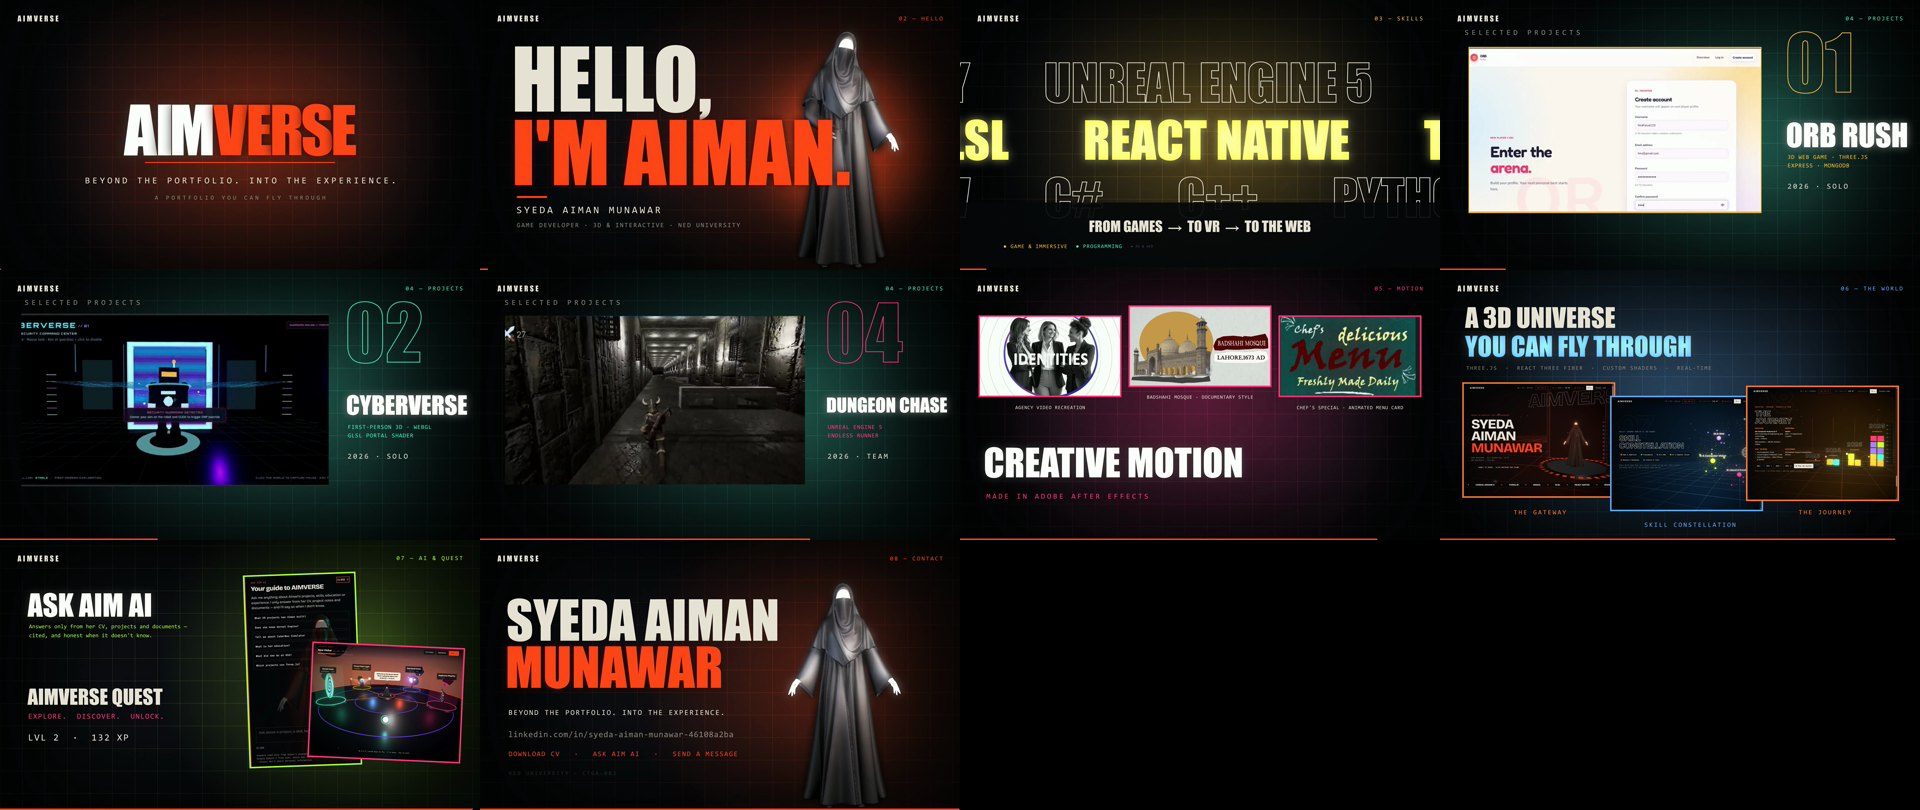 AIMVERSE
AIMVERSE
BEYOND THE PORTFOLIO. INTO THE EXPERIENCE.
A PORTFOLIO YOU CAN FLY THROUGH
AIMVERSE
02 — HELLO
HELLO,
I'M AIMAN.
SYEDA AIMAN MUNAWAR
GAME DEVELOPER · 3D & INTERACTIVE · NED UNIVERSITY
AIMVERSE
03 — SKILLS
UNREAL ENGINE 5
SL REACT NATIVE T
C# C++ PYTHO
FROM GAMES → TO VR → TO THE WEB
GAME & IMMERSIVE
PROGRAMMING
AIMVERSE
04 — PROJECTS
SELECTED PROJECTS
Create account
Enter the
arena.
OR
01
ORB RUSH
3D WEB GAME · THREE.JS
EXPRESS · MONGODB
2026 · SOLO
AIMVERSE
04 — PROJECTS
SELECTED PROJECTS
BERVERSE
02
CYBERVERSE
FIRST-PERSON 3D · WEBGL
GLSL PORTAL SHADER
2026 · SOLO
AIMVERSE
04 — PROJECTS
SELECTED PROJECTS
27
04
DUNGEON CHASE
UNREAL ENGINE 5
ENDLESS RUNNER
2026 · TEAM
AIMVERSE
05 — MOTION
IDENTITIES
AGENCY VIDEO RECREATION
BADSHAHI MOSQUE
LAHORE,1673 AD
BADSHAHI MOSQUE · DOCUMENTARY STYLE
Chef's
delicious
Menu
Freshly Made Daily
CHEF'S SPECIAL · ANIMATED MENU CARD
CREATIVE MOTION
MADE IN ADOBE AFTER EFFECTS
AIMVERSE
06 — THE WORLD
A 3D UNIVERSE
YOU CAN FLY THROUGH
THREE.JS · REACT THREE FIBER · CUSTOM SHADERS · REAL-TIME
AIMVERSE
SYEDA
AIMAN
MUNAWAR
THE GATEWAY
SKILL
CONSTELLATION
SKILL CONSTELLATION
THE
JOURNEY
THE JOURNEY
AIMVERSE
07 — AI & QUEST
ASK AIM AI
Answers only from her CV, projects and documents —
cited, and honest when it doesn't know.
Your guide to AIMVERSE
AIMVERSE QUEST
EXPLORE. DISCOVER. UNLOCK.
LVL 2 · 132 XP
AIMVERSE
08 — CONTACT
SYEDA AIMAN
MUNAWAR
BEYOND THE PORTFOLIO. INTO THE EXPERIENCE.
linkedin.com/in/syeda-aiman-munawar-46108a2ba
DOWNLOAD CV · ASK AIM AI · SEND A MESSAGE